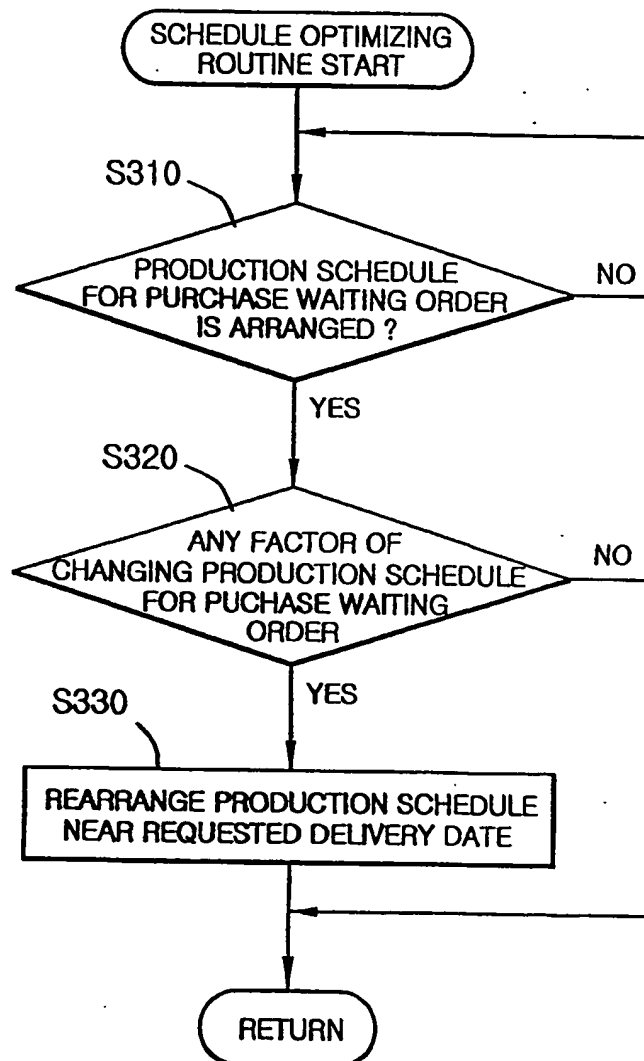 SCHEDULE OPTIMIZING
ROUTINE START
S310
PRODUCTION SCHEDULE
FOR PURCHASE WAITING ORDER
IS ARRANGED ?
NO
YES
S320
ANY FACTOR OF
CHANGING PRODUCTION SCHEDULE
FOR PUCHASE WAITING
ORDER
NO
YES
S330
REARRANGE PRODUCTION SCHEDULE
NEAR REQUESTED DELIVERY DATE
RETURN